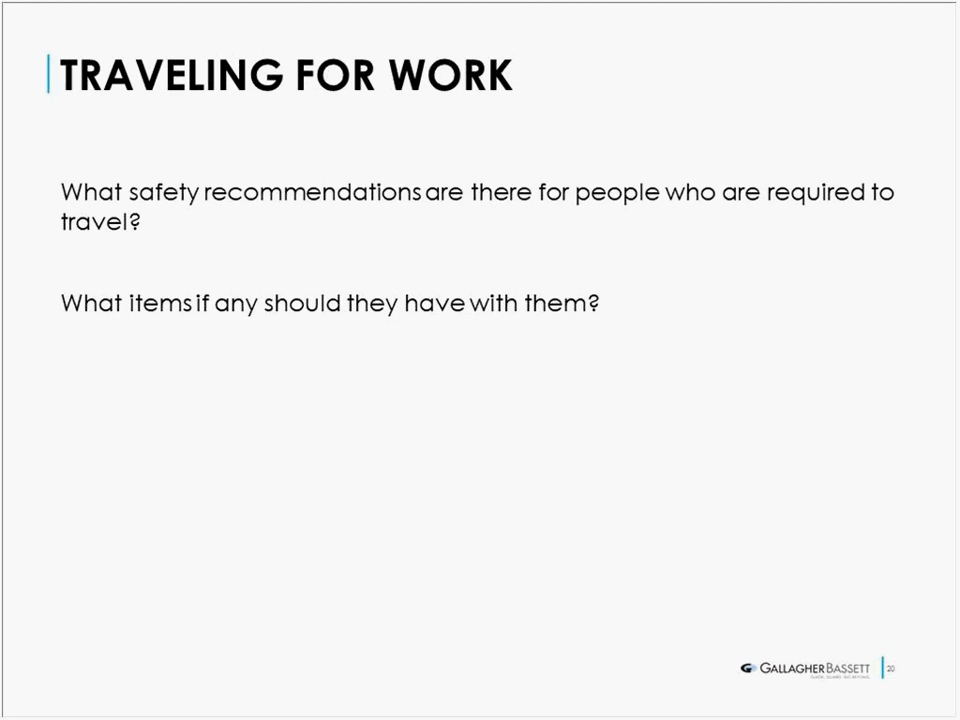 TRAVELING FOR WORK
What safety recommendations are there for people who are required to
travel?
What items if any should they have with them?
GALLAGHER BASSETT
20